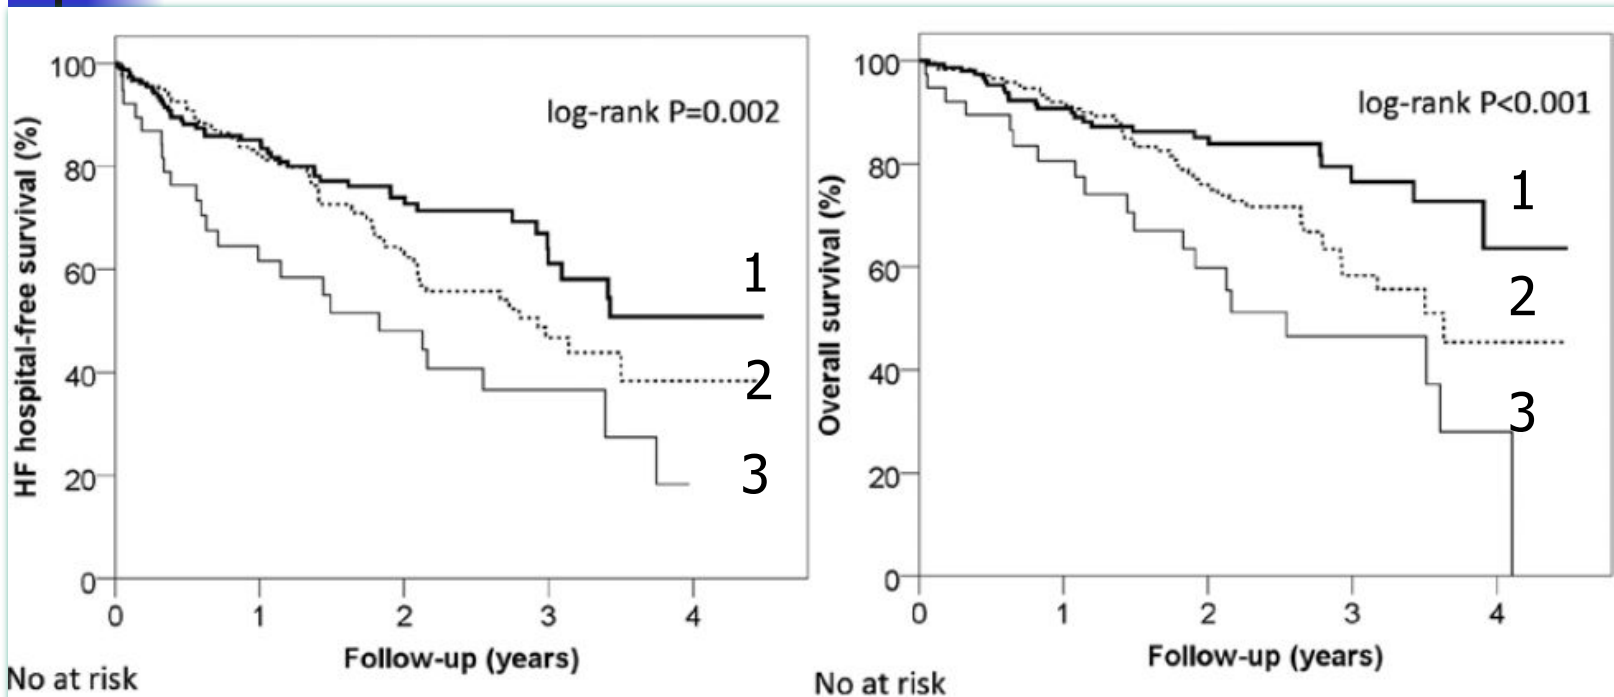 HF hospital-free survival (%)
100
80
60
40
20
0
log-rank P=0.002
1
2
3
0 1 2 3 4
Follow-up (years)
No at risk
Overall survival (%)
100
80
60
40
20
0
log-rank P<0.001
1
2
3
0 1 2 3 4
Follow-up (years)
No at risk